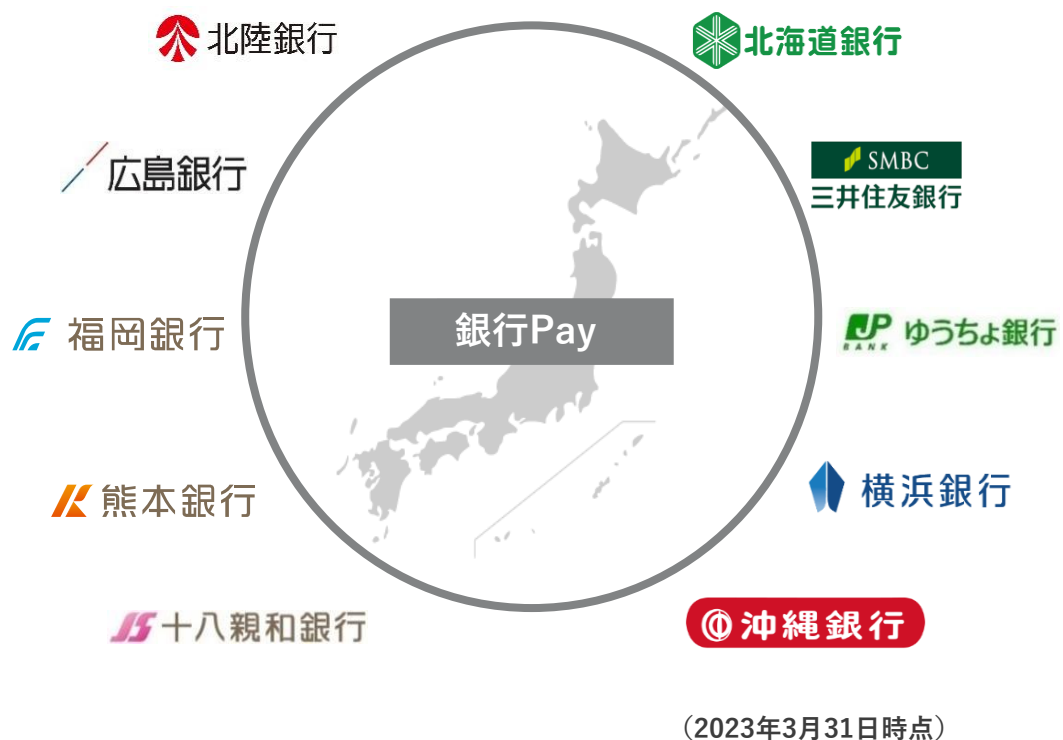 北陸銀行
北海道銀行
広島銀行
SMBC
三井住友銀行
福岡銀行
銀行Pay
JP
BANK
ゆうちょ銀行
熊本銀行
横浜銀行
十八親和銀行
沖縄銀行
（2023年3月31日時点）